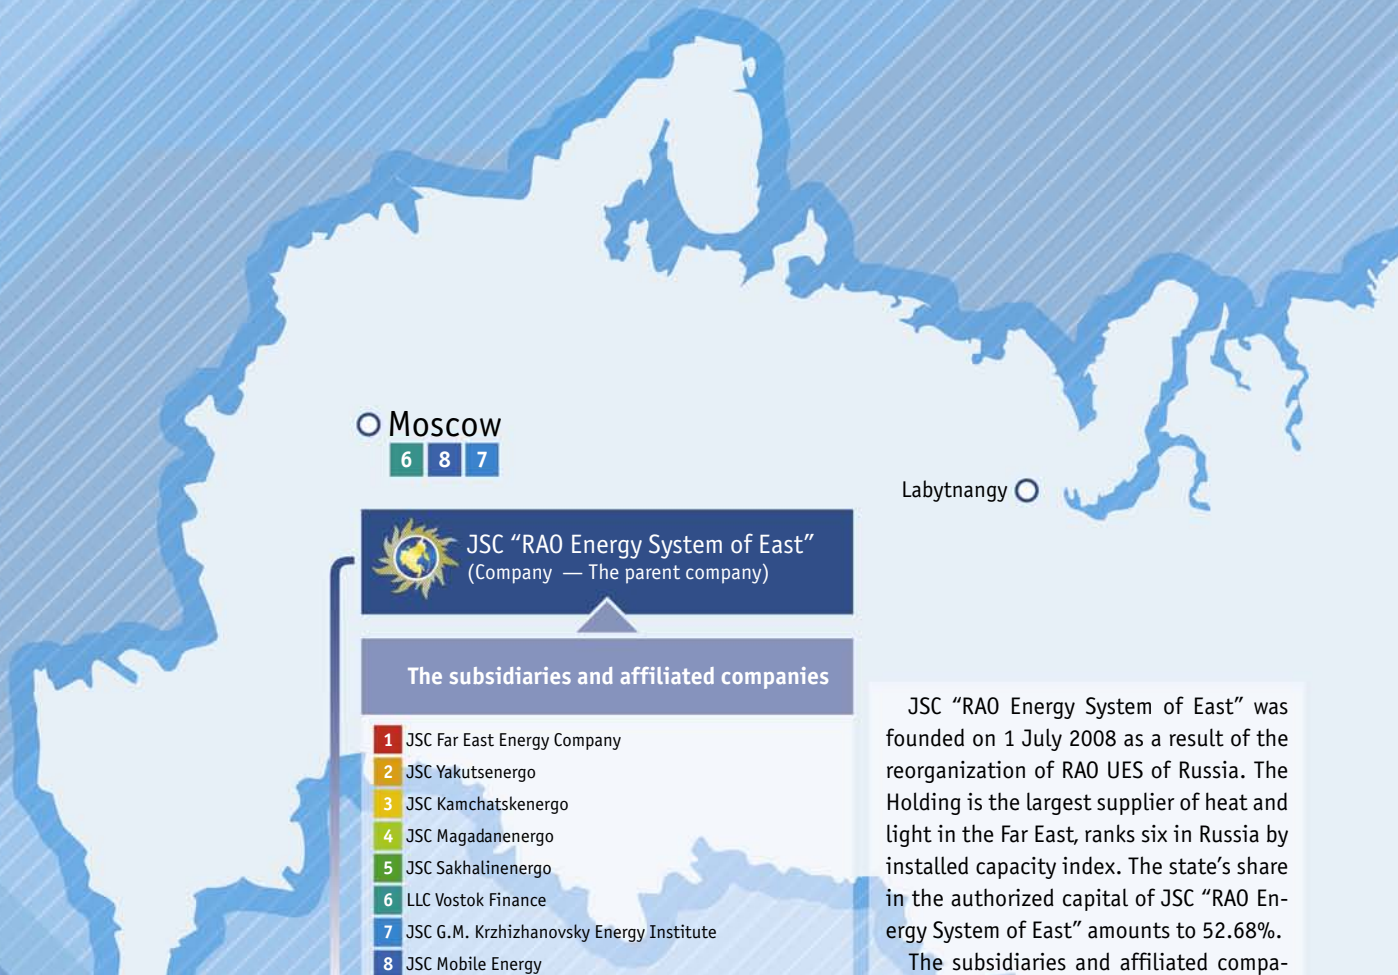 Moscow
6 8 7
Labytnangy
JSC “RAO Energy System of East”
(Company — The parent company)
The subsidiaries and affiliated companies
1 JSC Far East Energy Company
2 JSC Yakutsenergo
3 JSC Kamchatskenergo
4 JSC Magadanenergo
5 JSC Sakhalinenergo
6 LLC Vostok Finance
7 JSC G.M. Krzhizhanovsky Energy Institute
8 JSC Mobile Energy
JSC “RAO Energy System of East” was
founded on 1 July 2008 as a result of the
reorganization of RAO UES of Russia. The
Holding is the largest supplier of heat and
light in the Far East, ranks six in Russia by
installed capacity index. The state’s share
in the authorized capital of JSC “RAO En-
ergy System of East” amounts to 52.68%.
The subsidiaries and affiliated compa-